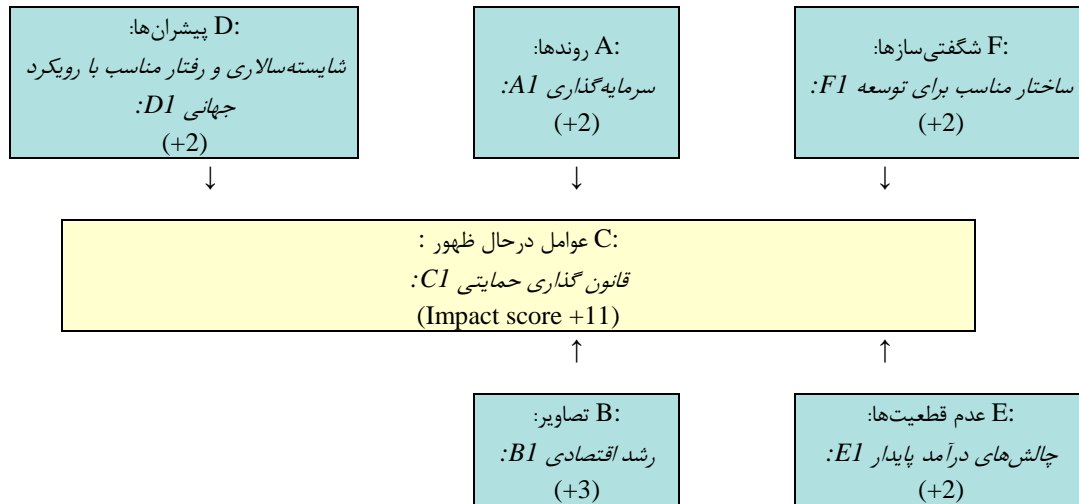 D: پیشران‌ها:
شایسته‌سالاری و رفتار مناسب با رویکرد
جهانی D1:
(+2)
A: روندها:
سرمایه‌گذاری A1:
(+2)
F: شگفتی‌سازها:
ساختار مناسب برای توسعه F1:
(+2)
↓ ↓ ↓
C: عوامل درحال ظهور :
قانون گذاری حمایتی C1:
(Impact score +11)
↑ ↑
B: تصاویر:
رشد اقتصادی B1:
(+3)
E: عدم قطعیت‌ها:
چالش‌های درآمد پایدار E1:
(+2)